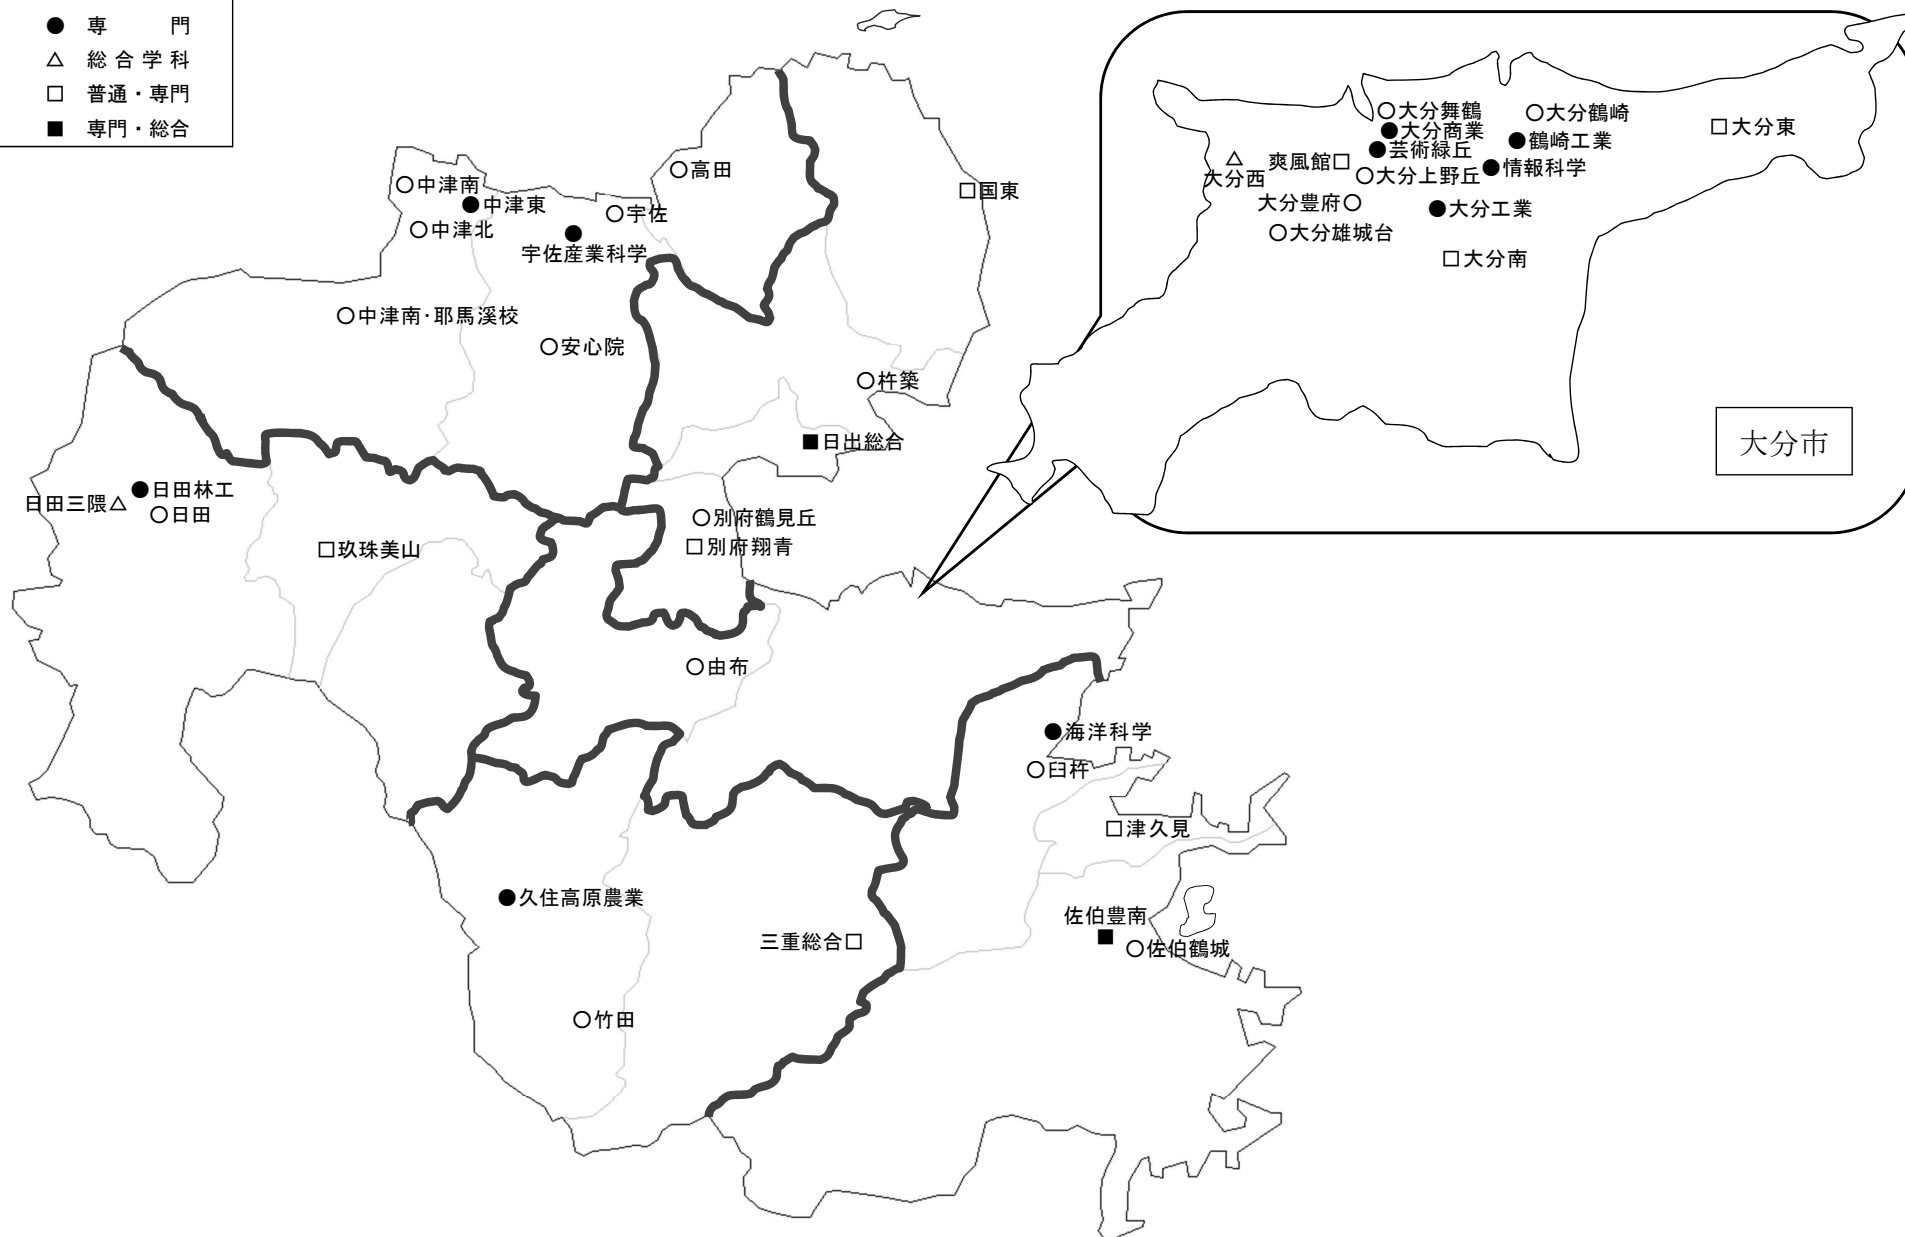 ● 専　　門
△ 総合学科
□ 普通・専門
■ 専門・総合
○高田
□国東
○中津南
●中津東
○中津北
○宇佐
●
宇佐産業科学
○中津南・耶馬溪校
○安心院
○杵築
■日出総合
●日田林工
日田三隈△
○日田
□玖珠美山
○別府鶴見丘
□別府翔青
○由布
●海洋科学
○臼杵
□津久見
●久住高原農業
三重総合□
佐伯豊南
■
○佐伯鶴城
○竹田
○大分舞鶴
●大分商業
●芸術緑丘
○大分鶴崎
●鶴崎工業
□大分東
△
大分西
爽風館□
○大分上野丘
●情報科学
大分豊府○
●大分工業
○大分雄城台
□大分南
大分市